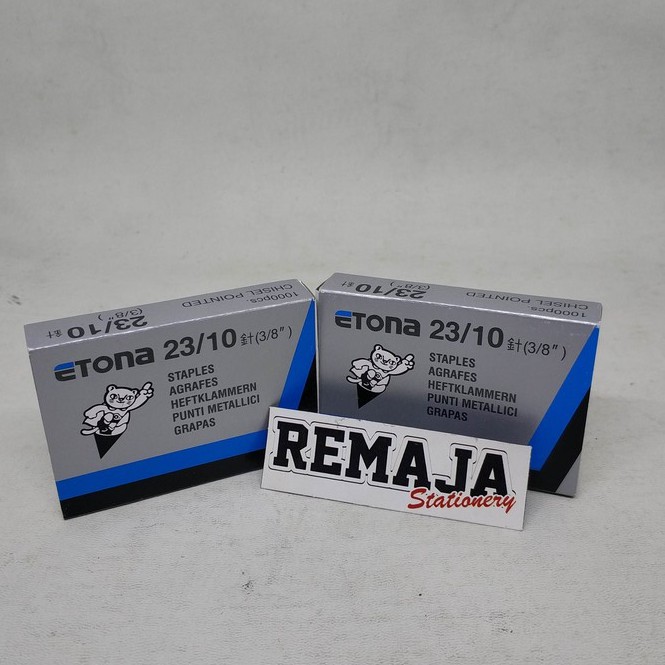 1000pcs
CHISEL POINTED
23/10 針
(3/8")
ETONA 23/10 針(3/8")
STAPLES
AGRAFES
HEFTKLAMMERN
PUNTI METALLICI
GRAPAS
1000pcs
CHISEL POINTED
23/10 針
(3/8")
ETONA 23/10 針(3/8")
STAPLES
AGRAFES
HEFTKLAMMERN
PUNTI METALLICI
GRAPAS
REMAJA
Stationery